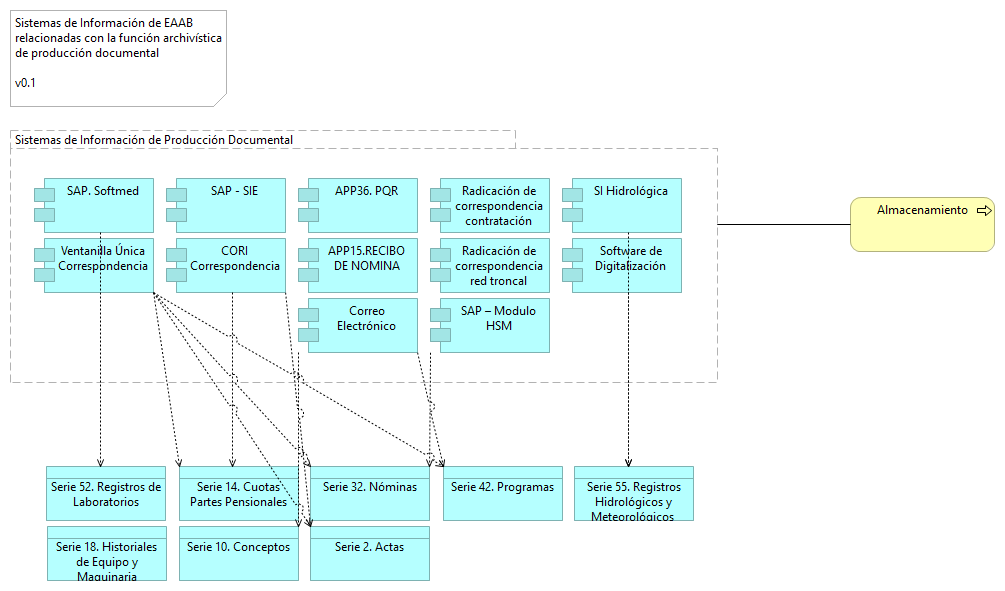 Sistemas de Información de EAAB
relacionadas con la función archivística
de producción documental
v0.1
Sistemas de Información de Producción Documental
SAP. Softmed
SAP - SIE
APP36. PQR
Radicación de
correspondencia
contratación
SI Hidrológica
Almacenamiento
Ventanilla Única
Correspondencia
CORI
Correspondencia
APP15.RECIBO
DE NOMINA
Radicación de
correspondencia
red troncal
Software de
Digitalización
Correo
Electrónico
SAP – Modulo
HSM
Serie 52. Registros de
Laboratorios
Serie 14. Cuotas
Partes Pensionales
Serie 32. Nóminas
Serie 42. Programas
Serie 55. Registros
Hidrológicos y
Meteorológicos
Serie 18. Historiales
de Equipo y
Maquinaria
Serie 10. Conceptos
Serie 2. Actas